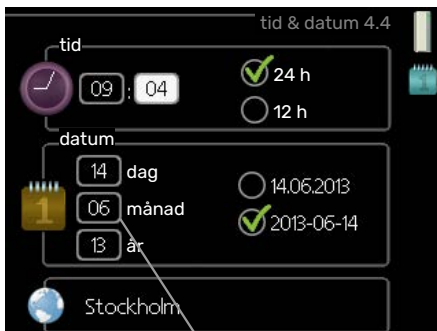 tid & datum 4.4
tid
09 : 04
24 h
12 h
datum
14 dag
06 månad
13 år
14.06.2013
2013-06-14
1
Stockholm